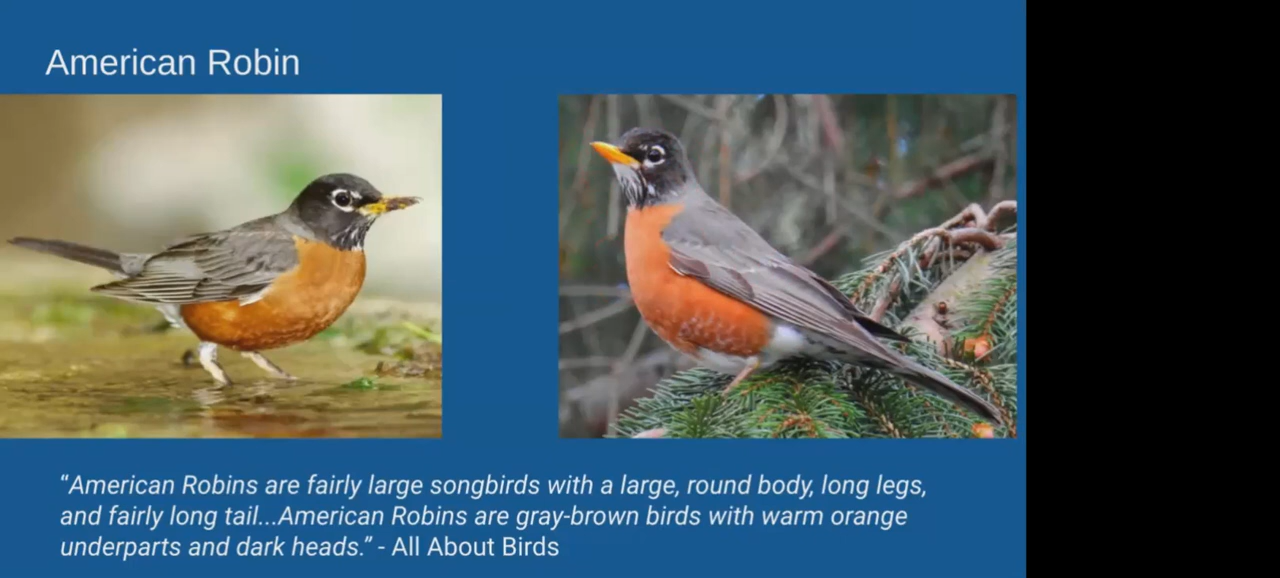 American Robin
“American Robins are fairly large songbirds with a large, round body, long legs,
and fairly long tail...American Robins are gray-brown birds with warm orange
underparts and dark heads.” - All About Birds